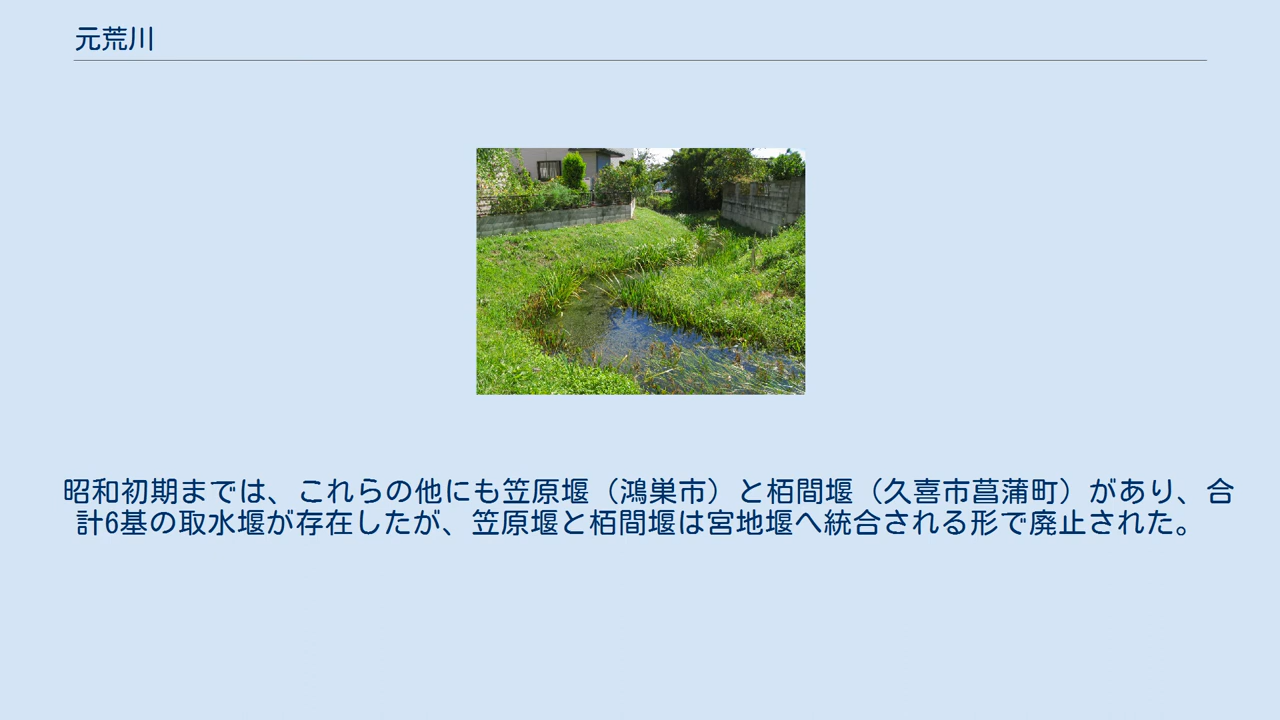 元荒川
昭和初期までは、これらの他にも笠原堰（鴻巣市）と栢間堰（久喜市菖蒲町）があり、合
計6基の取水堰が存在したが、笠原堰と栢間堰は宮地堰へ統合される形で廃止された。